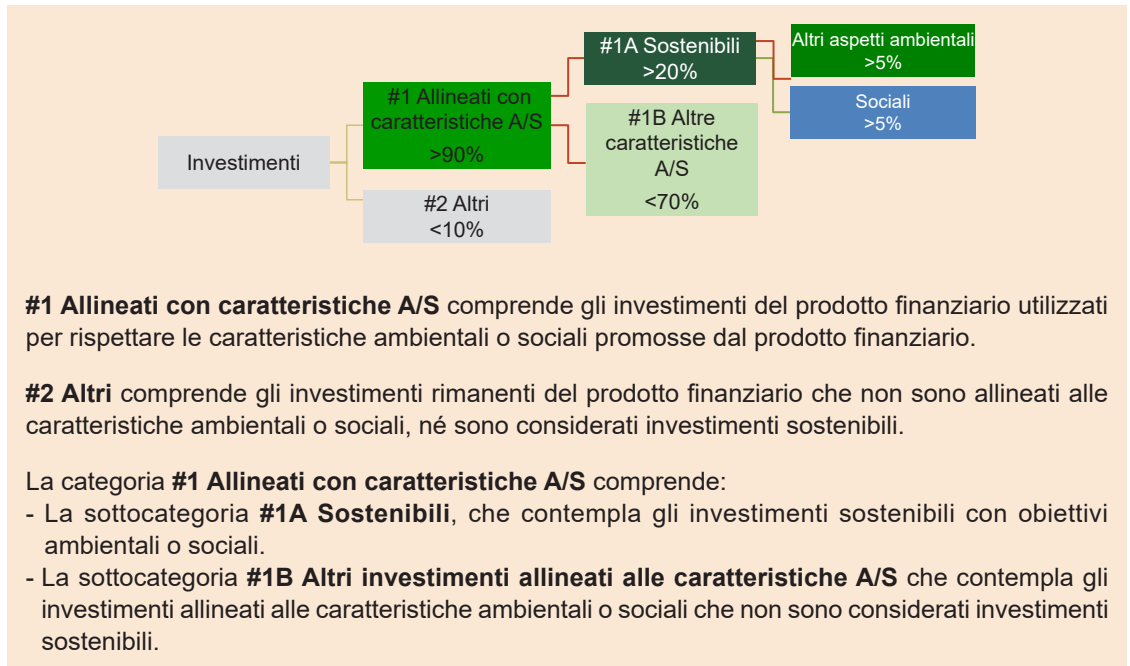 #1A Sostenibili
>20%
Altri aspetti ambientali
>5%
Sociali
>5%
#1 Allineati con
caratteristiche A/S
>90%
#1B Altre
caratteristiche
A/S
<70%
Investimenti
#2 Altri
<10%
#1 Allineati con caratteristiche A/S comprende gli investimenti del prodotto finanziario utilizzati
per rispettare le caratteristiche ambientali o sociali promosse dal prodotto finanziario.
#2 Altri comprende gli investimenti rimanenti del prodotto finanziario che non sono allineati alle
caratteristiche ambientali o sociali, né sono considerati investimenti sostenibili.
La categoria #1 Allineati con caratteristiche A/S comprende:
- La sottocategoria #1A Sostenibili, che contempla gli investimenti sostenibili con obiettivi
ambientali o sociali.
- La sottocategoria #1B Altri investimenti allineati alle caratteristiche A/S che contempla gli
investimenti allineati alle caratteristiche ambientali o sociali che non sono considerati investimenti
sostenibili.